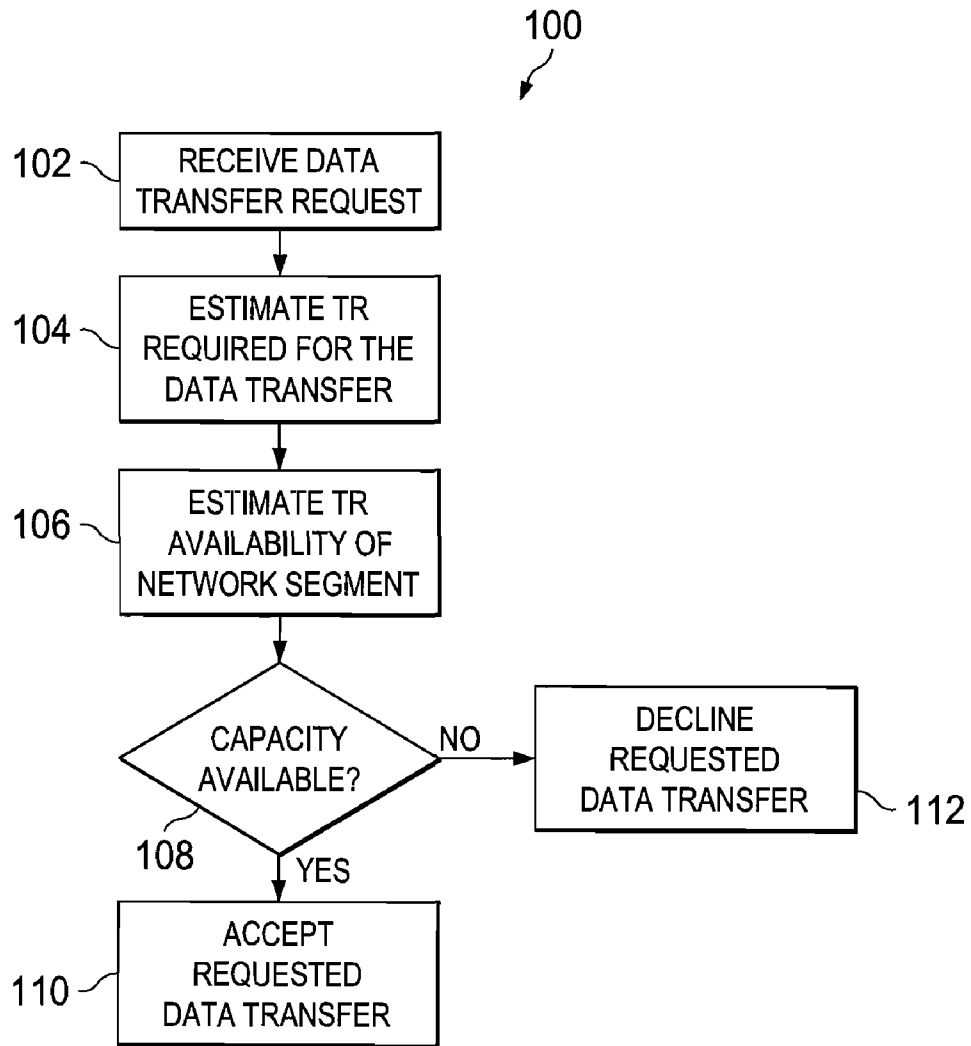 100
102
RECEIVE DATA
TRANSFER REQUEST
104
ESTIMATE TR
REQUIRED FOR THE
DATA TRANSFER
106
ESTIMATE TR
AVAILABILITY OF
NETWORK SEGMENT
CAPACITY
AVAILABLE?
108
NO
DECLINE
REQUESTED
DATA TRANSFER
112
YES
110
ACCEPT
REQUESTED
DATA TRANSFER